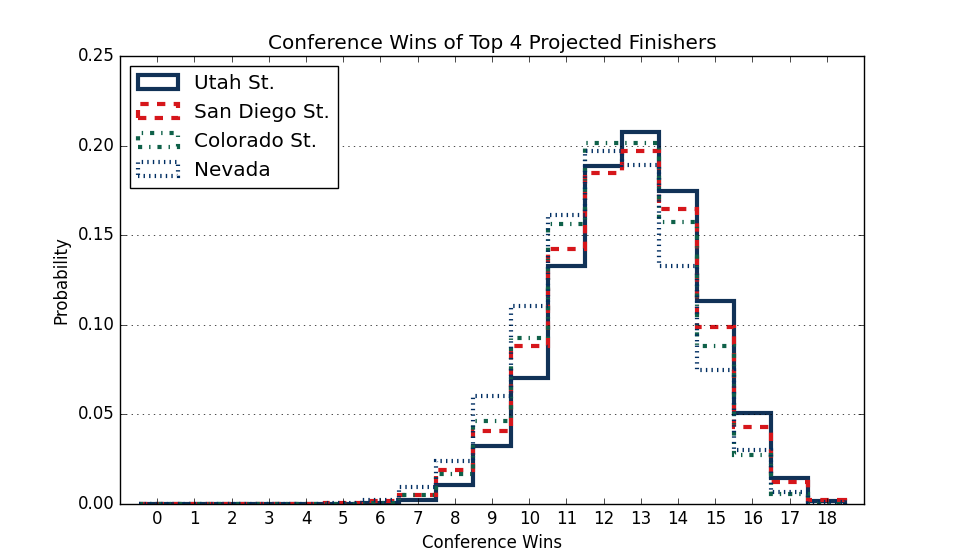 Conference Wins of Top 4 Projected Finishers
0.25
0.20
0.15
0.10
0.05
0.00
Probability
Utah St.
San Diego St.
Colorado St.
Nevada
0 1 2 3 4 5 6 7 8 9 10 11 12 13 14 15 16 17 18
Conference Wins